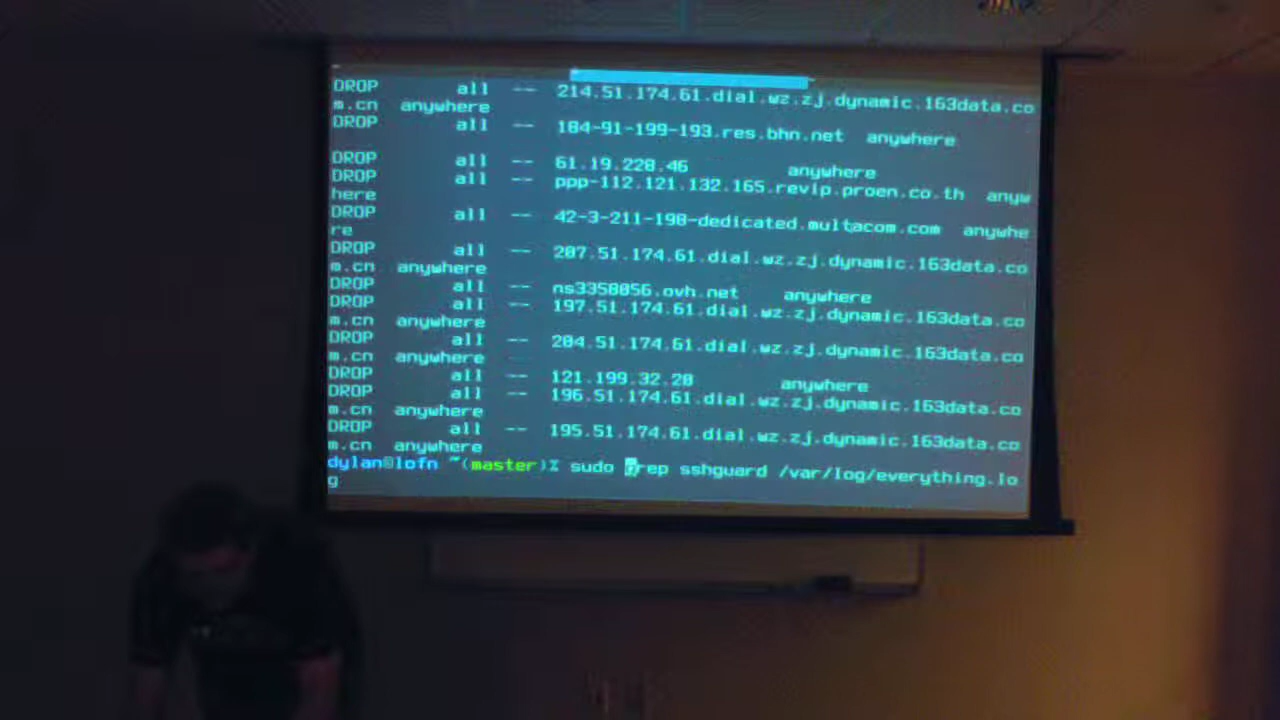 DROP all -- 214.51.174.61.dial.wz.zj.dynamic.163data.co
m.cn anywhere
DROP all -- 184-91-199-193.res.bhn.net anywhere
DROP all -- 61.19.228.46 anywhere
DROP all -- ppp-112.121.132.165.revip.proen.co.th anyw
here
DROP all -- 42-3-211-198-dedicated.multacom.com anywhe
re
DROP all -- 207.51.174.61.dial.wz.zj.dynamic.163data.co
m.cn anywhere
DROP all -- ns3358056.ovh.net anywhere
DROP all -- 197.51.174.61.dial.wz.zj.dynamic.163data.co
m.cn anywhere
DROP all -- 204.51.174.61.dial.wz.zj.dynamic.163data.co
m.cn anywhere
DROP all -- 121.199.32.20 anywhere
DROP all -- 196.51.174.61.dial.wz.zj.dynamic.163data.co
m.cn anywhere
DROP all -- 195.51.174.61.dial.wz.zj.dynamic.163data.co
m.cn anywhere
dylan@lofn ~(master)% sudo grep sshguard /var/log/everything.lo
g